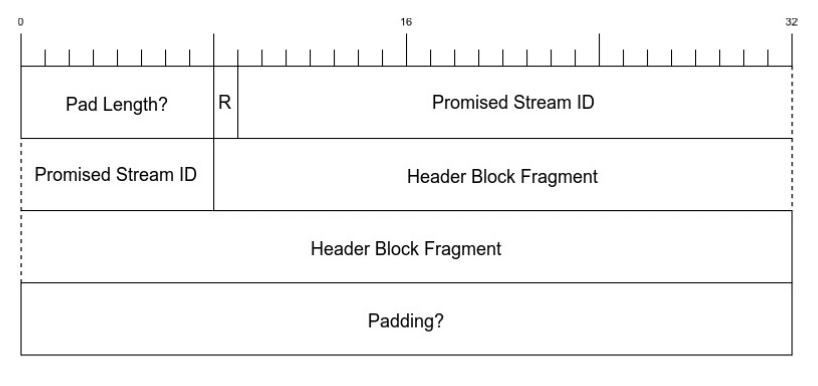 0 16 32
Pad Length? R Promised Stream ID
Promised Stream ID Header Block Fragment
Header Block Fragment
Padding?